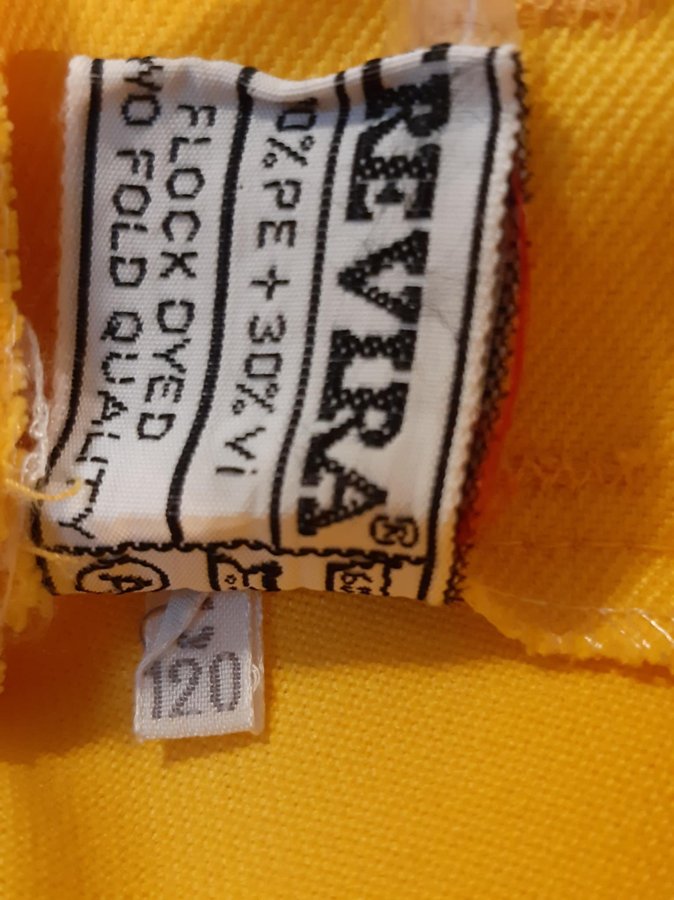 REVIRA®
0%PE+30%Vi
FLOCK DYED
WO FOLD QUALITY
A
120